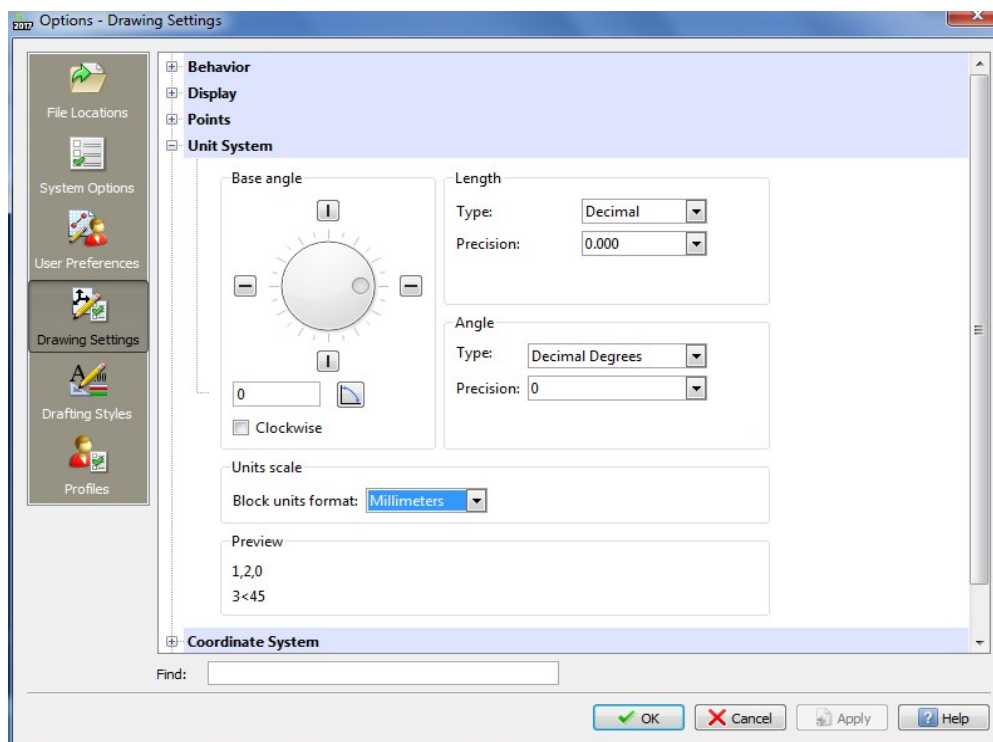 2017 Options - Drawing Settings
File Locations
System Options
User Preferences
Drawing Settings
Drafting Styles
Profiles
Behavior
Display
Points
Unit System
Base angle
0
Clockwise
Length
Type: Decimal
Precision: 0.000
Angle
Type: Decimal Degrees
Precision: 0
Units scale
Block units format: Millimeters
Preview
1,2,0
3<45
Coordinate System
Find:
OK Cancel Apply Help